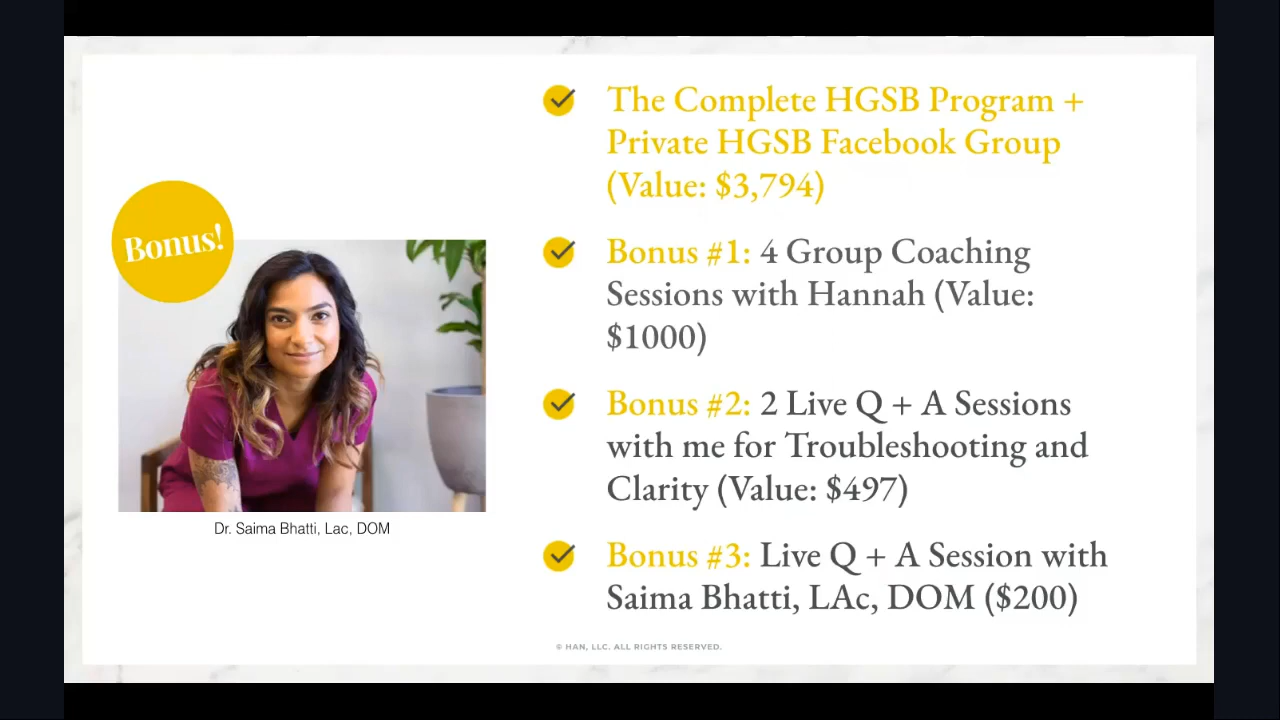 Bonus!
Dr. Saima Bhatti, Lac, DOM
The Complete HGSB Program +
Private HGSB Facebook Group
(Value: $3,794)
Bonus #1: 4 Group Coaching
Sessions with Hannah (Value:
$1000)
Bonus #2: 2 Live Q + A Sessions
with me for Troubleshooting and
Clarity (Value: $497)
Bonus #3: Live Q + A Session with
Saima Bhatti, LAc, DOM ($200)
© HAN, LLC. ALL RIGHTS RESERVED.